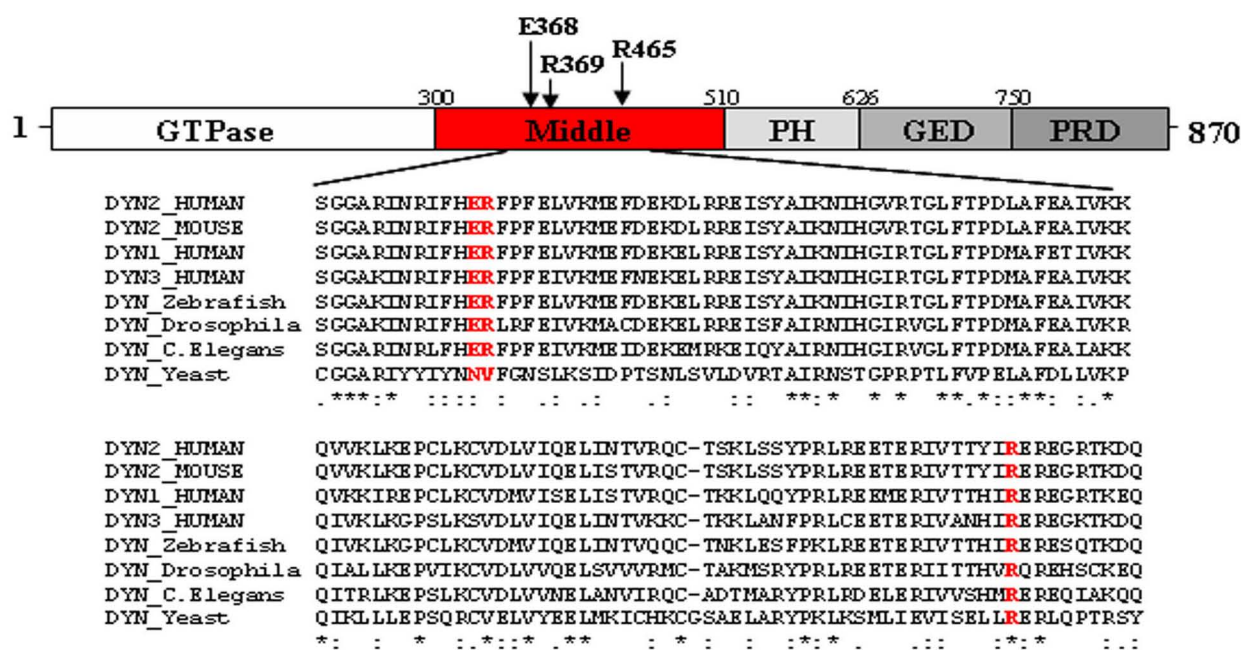 E368
R369
R465
300 510 626 750
1 GTPase Middle PH GED PRD 870
DYN2_HUMAN SGGARINRIFHERFPFELVKMEFDEKDLRREISYAIKNIHGVRTGLFTPDLAFEAIVKK
DYN2_MOUSE SGGARINRIFHERFPFELVKMEFDEKDLRREISYAIKNIHGVRTGLFTPDLAFEAIVKK
DYN1_HUMAN SGGARINRIFHERFPFELVKMEFDEKELRREISYAIKNIHGIRTGLFTPDMAFETIVKK
DYN3_HUMAN SGGAKINRIFHERFPFEIVKMEFNEKELRREISYAIKNIHGIRTGLFTPDMAFEAIVKK
DYN_Zebrafish SGGAKINRIFHERFPFELVKMEFDEKELRREISYAIKNIHGIRTGLFTPDMAFEAIVKK
DYN_Drosophila SGGAKINRIFHERLRFEIVKMACDEKELRREISFAIRNIHGIRVGLFTPDMAFEAIVKR
DYN_C.Elegans SGGARINRLFHERFPFEIVKMEIDEKEMRKEIQYAIRNIHGIRVGLFTPDMAFEAIAKK
DYN_Yeast CGGARIYYIYNNVFGNSLKSIDPTSNLSVLDVRTAIRNSTGPRPTLFVPELAFDLLVKP
.***:* :::: : .:.: .: :: **:* * * **.*: : :.*
DYN2_HUMAN QVVKLKEPCLKCVDLVIQELINTVRQC-TSKLSSYPRLREETERIVTTYIREREGRTKDQ
DYN2_MOUSE QVVKLKEPCLKCVDLVIQELISTVRQC-TSKLSSYPRLREETERIVTTYIREREGRTKDQ
DYN1_HUMAN QVKKIREPCLKCVDMVISELISTVRQC-TKKLQQYPRLREEMERIVTTHIREREGRTKEQ
DYN3_HUMAN QIVKLKGPSLKSVDLVIQELINTVKKC-TKKLANFPRLCEETERIVANHIREREGKTKDQ
DYN_Zebrafish QIVKLKGPCLKCVDMVIQELINTVQQC-TNKLESFPKLREETERIVTTHIRERESQTKDQ
DYN_Drosophila QIALLKEPVIKCVDLVVQELSVVVRMC-TAKMSRYPRLREETERIITTHVRQREHSCKEQ
DYN_C.Elegans QITRLKEPSLKCVDLVVNELANVIRQC-ADTMARYPRLRDELERIVVSHMREREQIAKQQ
DYN_Yeast QIKLLLEPSQRCVELVYEELMKICHKCGSAELARYPKLKSMLIEVISELLRERLQPTRSY
*: : * :.*::* .** : * : .: :*:* . .:: :*:* :.: